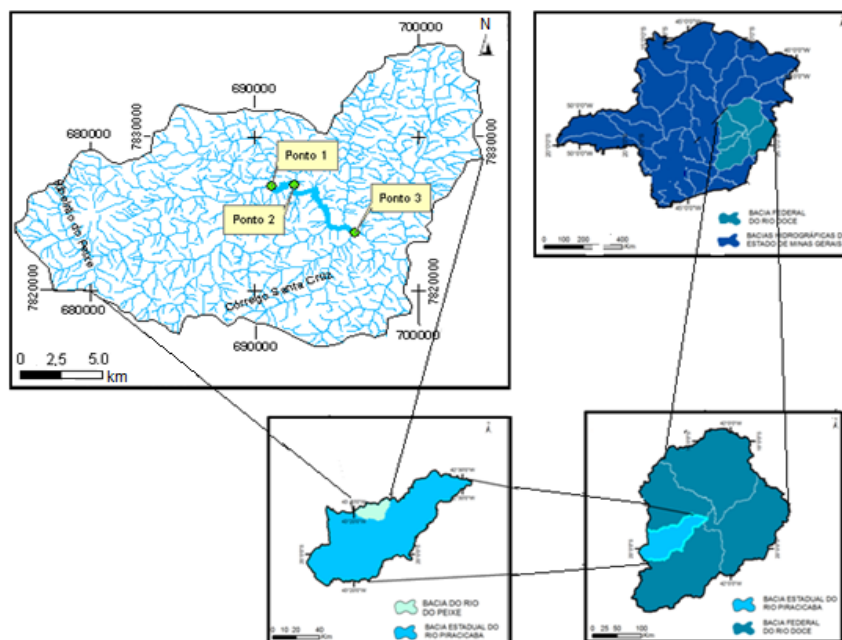 700000
N
690000
680000
7830000
7830000
Ponto 1
Ponto 2
Ponto 3
Ribeirão do Peixe
Córrego Santa Cruz
7820000
7820000
680000
690000
700000
0 2,5 5.0
km
BACIA FEDERAL
DO RIO DOCE
BACIAS HIDROGRÁFICAS D
ESTADO DE MINAS GERAIS
0 100 200 400
Km
BACIA DO RIO
DO PEIXE
BACIA ESTADUAL DO
RIO PIRACICABA
0 10 20 40
Km
BACIA ESTADUAL DO
RIO PIRACICABA
BACIA FEDERAL
DO RIO DOCE
0 25 50 100
Km